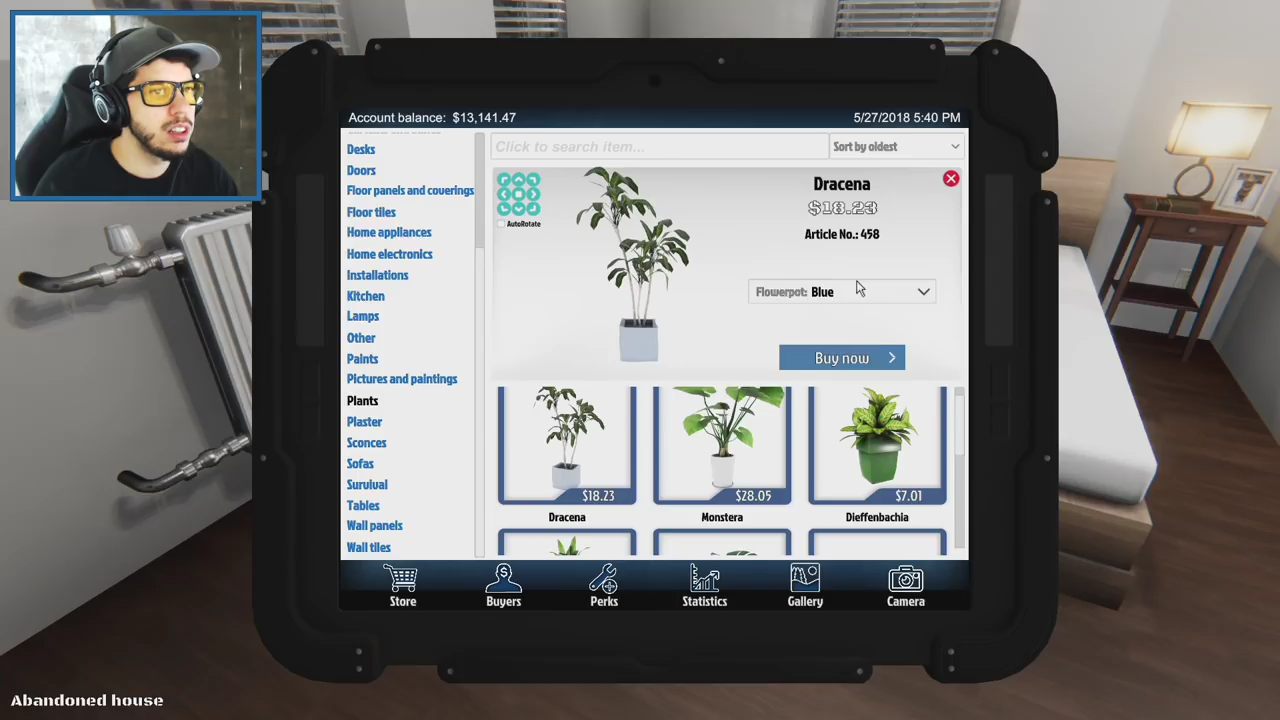 Account balance: $13,141.47
5/27/2018 5:40 PM
Desks
Doors
Floor panels and coverings
Floor tiles
Home appliances
Home electronics
Installations
Kitchen
Lamps
Other
Paints
Pictures and paintings
Plants
Plaster
Sconces
Sofas
Survival
Tables
Wall panels
Wall tiles
Click to search item...
Sort by oldest
AutoRotate
Dracena
$18.23
Article No.: 458
Flowerpot: Blue
Buy now
$18.23
$28.05
$7.01
Dracena
Monstera
Dieffenbachia
Store
Buyers
Perks
Statistics
Gallery
Camera
Abandoned house